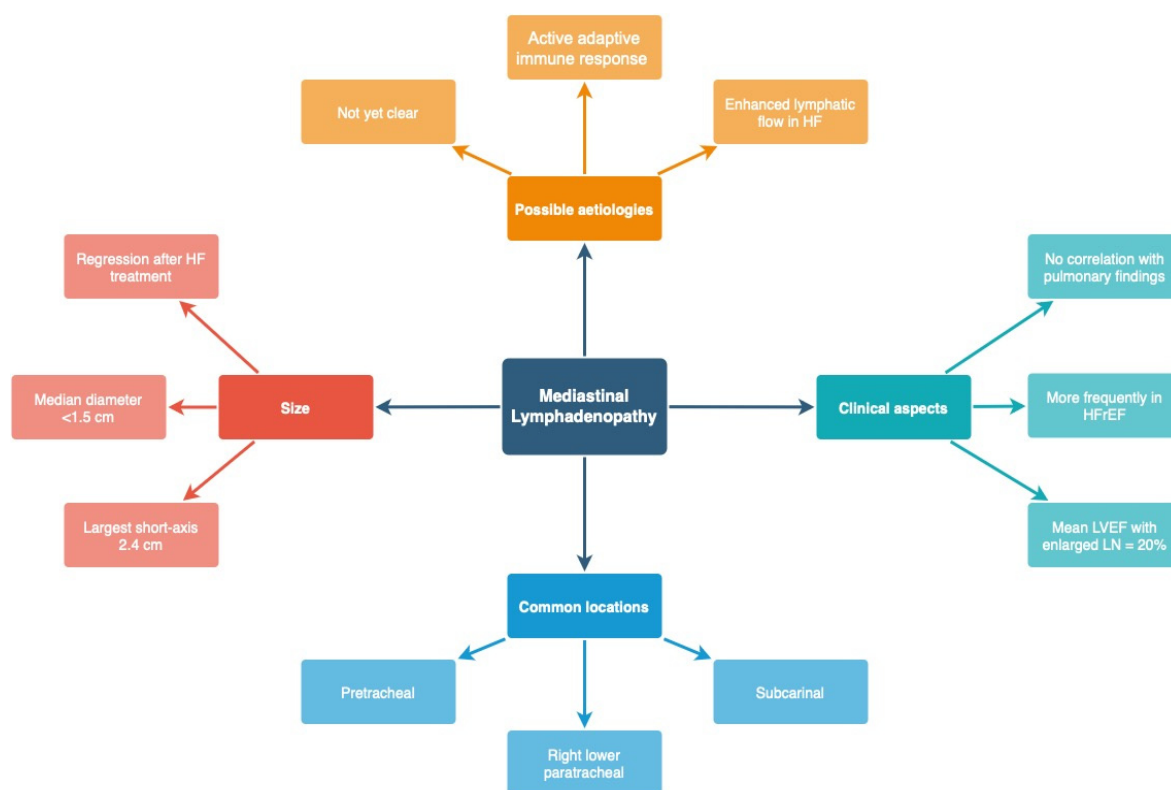 Active adaptive
immune response
Not yet clear
Enhanced lymphatic
flow in HF
Possible aetiologies
Regression after HF
treatment
No correlation with
pulmonary findings
Median diameter
<1.5 cm
Size
Mediastinal
Lymphadenopathy
Clinical aspects
More frequently in
HFrEF
Largest short-axis
2.4 cm
Mean LVEF with
enlarged LN = 20%
Common locations
Pretracheal
Subcarinal
Right lower
paratracheal